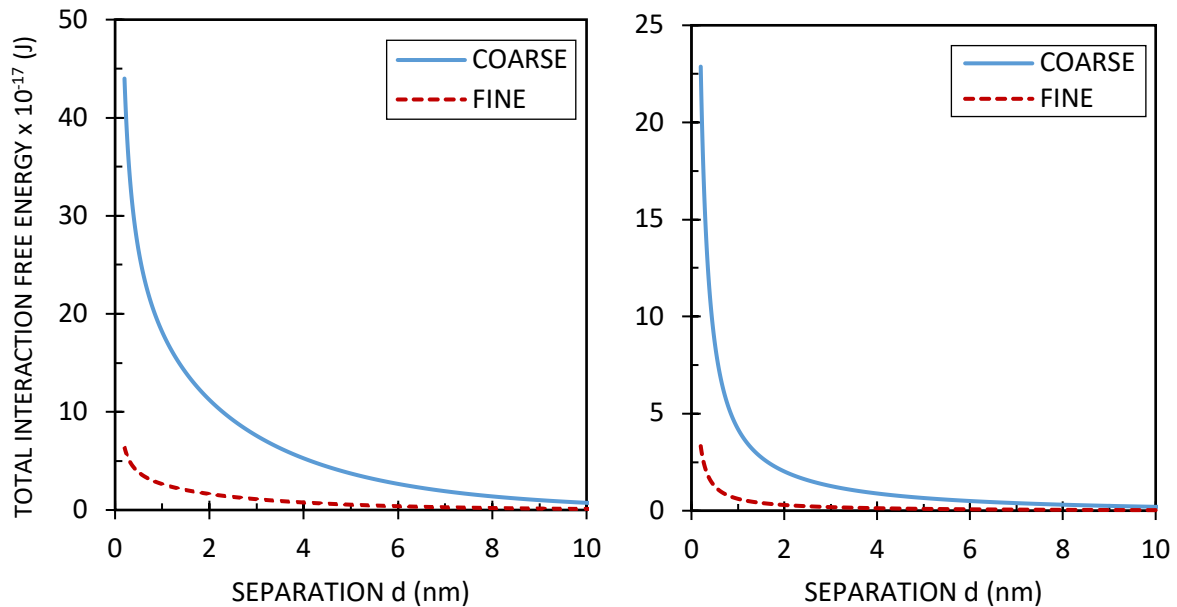 TOTAL INTERACTION FREE ENERGY x 10⁻¹⁷ (J)
50
40
30
20
10
0
COARSE
FINE
0 2 4 6 8 10
SEPARATION d (nm)
25
20
15
10
5
0
COARSE
FINE
0 2 4 6 8 10
SEPARATION d (nm)